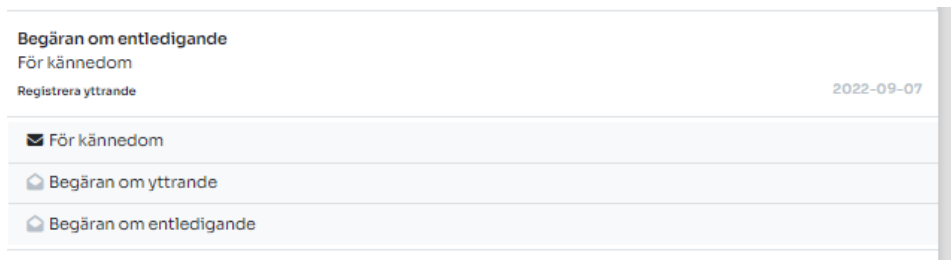 Begäran om entledigande
För kännedom
Registrera yttrande 2022-09-07
För kännedom
Begäran om yttrande
Begäran om entledigande